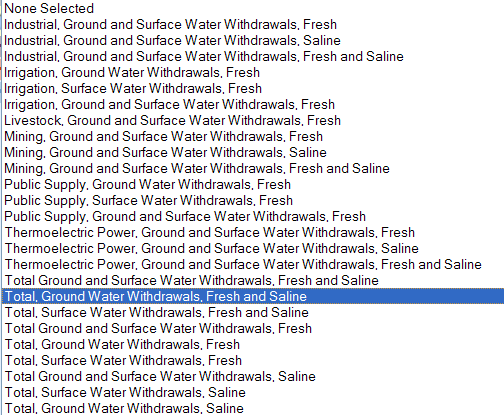 None Selected
Industrial, Ground and Surface Water Withdrawals, Fresh
Industrial, Ground and Surface Water Withdrawals, Saline
Industrial, Ground and Surface Water Withdrawals, Fresh and Saline
Irrigation, Ground Water Withdrawals, Fresh
Irrigation, Surface Water Withdrawals, Fresh
Irrigation, Ground and Surface Water Withdrawals, Fresh
Livestock, Ground and Surface Water Withdrawals, Fresh
Mining, Ground and Surface Water Withdrawals, Fresh
Mining, Ground and Surface Water Withdrawals, Saline
Mining, Ground and Surface Water Withdrawals, Fresh and Saline
Public Supply, Ground Water Withdrawals, Fresh
Public Supply, Surface Water Withdrawals, Fresh
Public Supply, Ground and Surface Water Withdrawals, Fresh
Thermoelectric Power, Ground and Surface Water Withdrawals, Fresh
Thermoelectric Power, Ground and Surface Water Withdrawals, Saline
Thermoelectric Power, Ground and Surface Water Withdrawals, Fresh and Saline
Total Ground and Surface Water Withdrawals, Fresh and Saline
Total, Ground Water Withdrawals, Fresh and Saline
Total, Surface Water Withdrawals, Fresh and Saline
Total Ground and Surface Water Withdrawals, Fresh
Total, Ground Water Withdrawals, Fresh
Total, Surface Water Withdrawals, Fresh
Total Ground and Surface Water Withdrawals, Saline
Total, Surface Water Withdrawals, Saline
Total, Ground Water Withdrawals, Saline